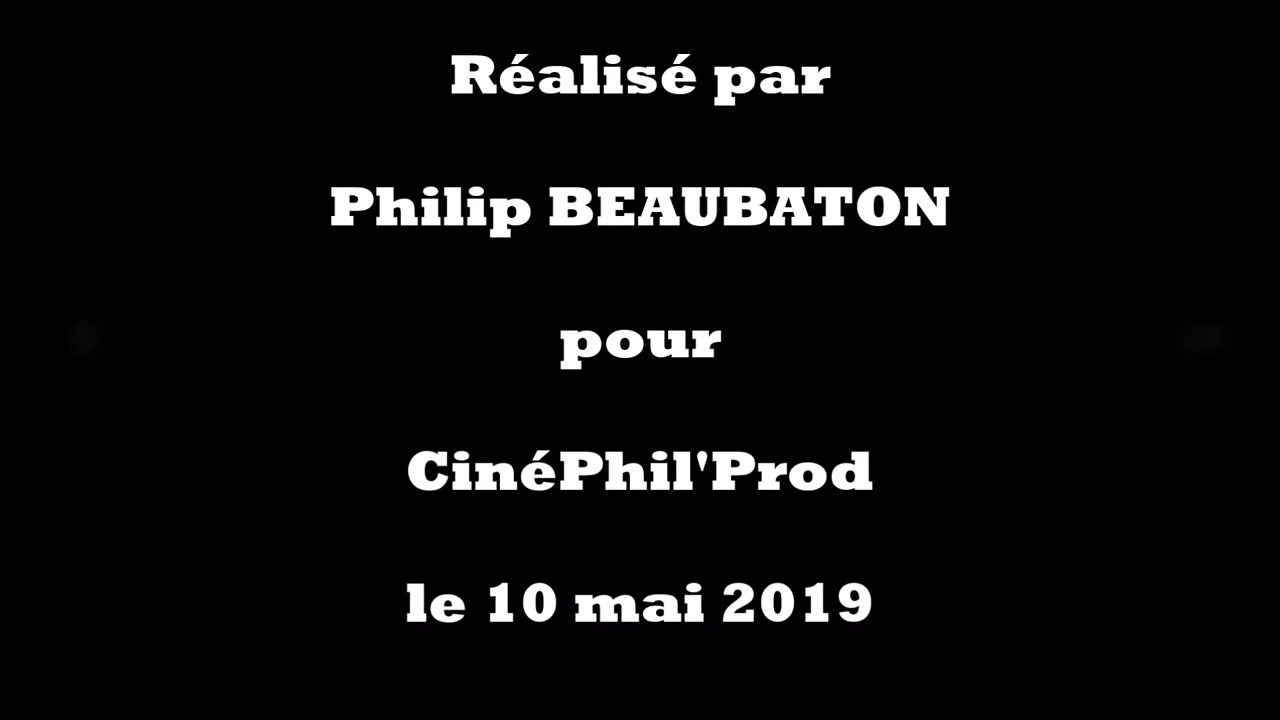 Réalisé par
Philip BEAUBATON
pour
CinéPhil'Prod
le 10 mai 2019